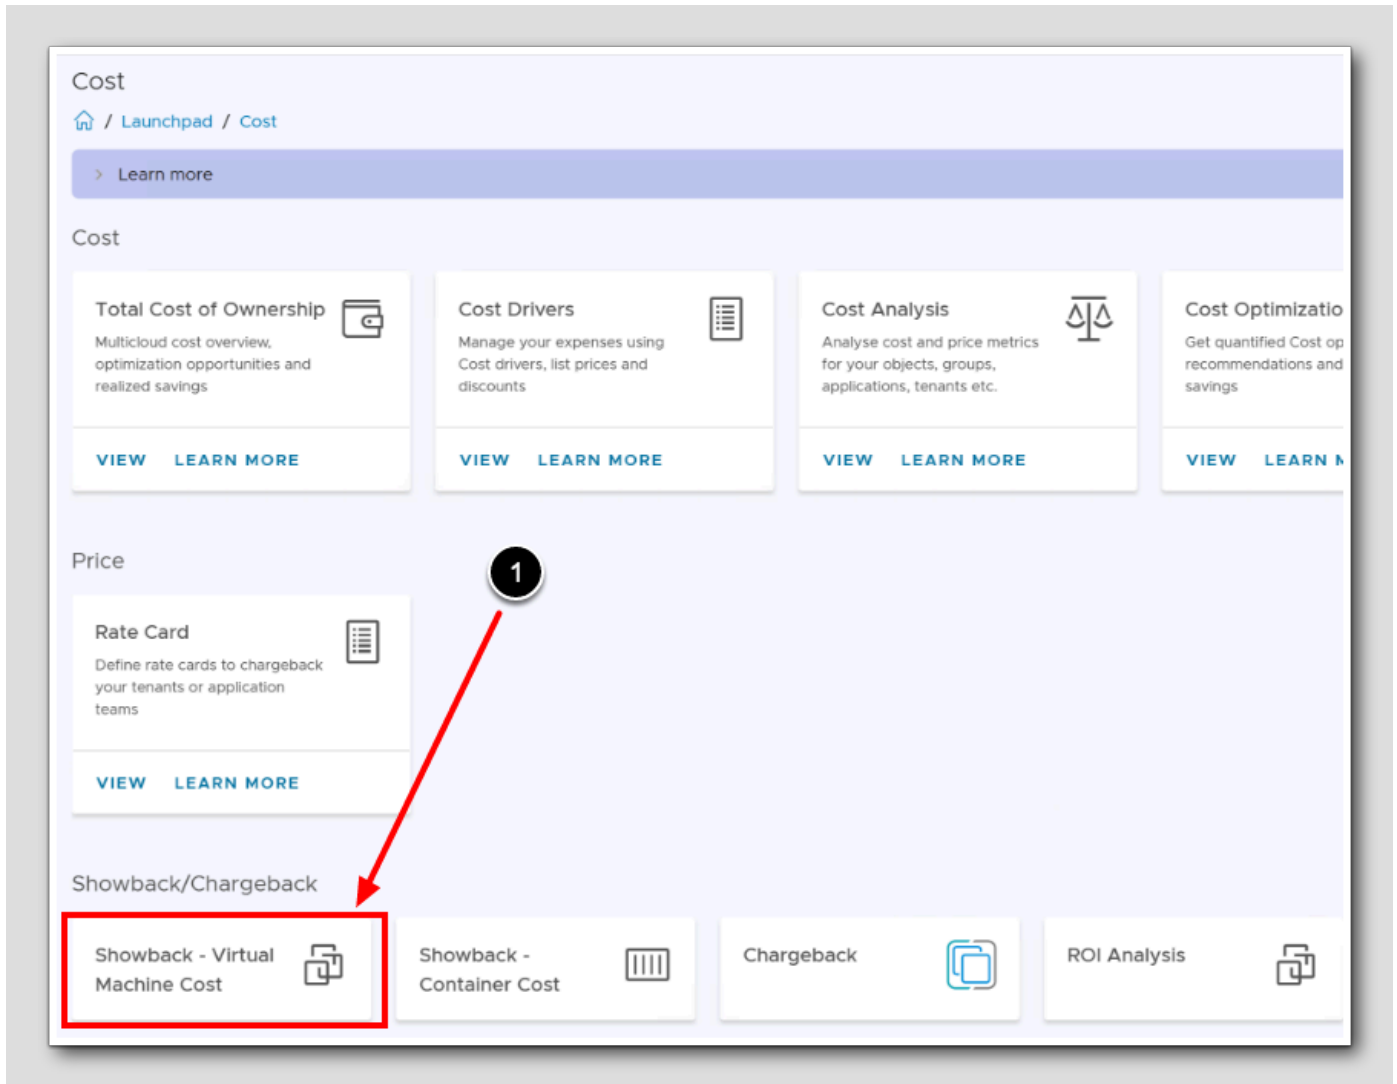 Cost
/ Launchpad / Cost
> Learn more
Cost
Total Cost of Ownership
Multicloud cost overview,
optimization opportunities and
realized savings
VIEW LEARN MORE
Cost Drivers
Manage your expenses using
Cost drivers, list prices and
discounts
VIEW LEARN MORE
Cost Analysis
Analyse cost and price metrics
for your objects, groups,
applications, tenants etc.
VIEW LEARN MORE
Cost Optimizatio
Get quantified Cost op
recommendations and
savings
VIEW LEARN M
Price
1
Rate Card
Define rate cards to chargeback
your tenants or application
teams
VIEW LEARN MORE
Showback/Chargeback
Showback - Virtual
Machine Cost
Showback -
Container Cost
Chargeback
ROI Analysis